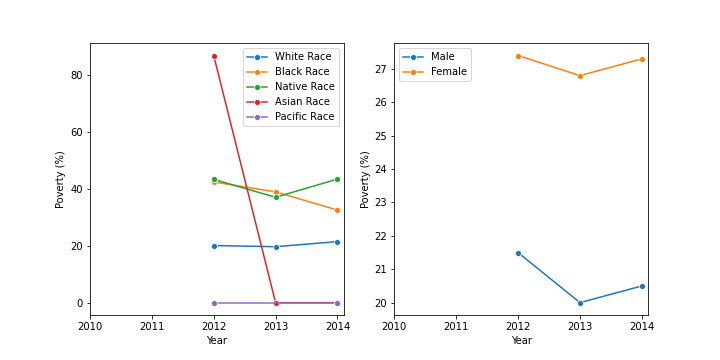 White Race
Black Race
Native Race
Asian Race
Pacific Race
80
60
40
20
0
Poverty (%)
2010 2011 2012 2013 2014
Year
Male
Female
27
26
25
24
23
22
21
20
Poverty (%)
2010 2011 2012 2013 2014
Year